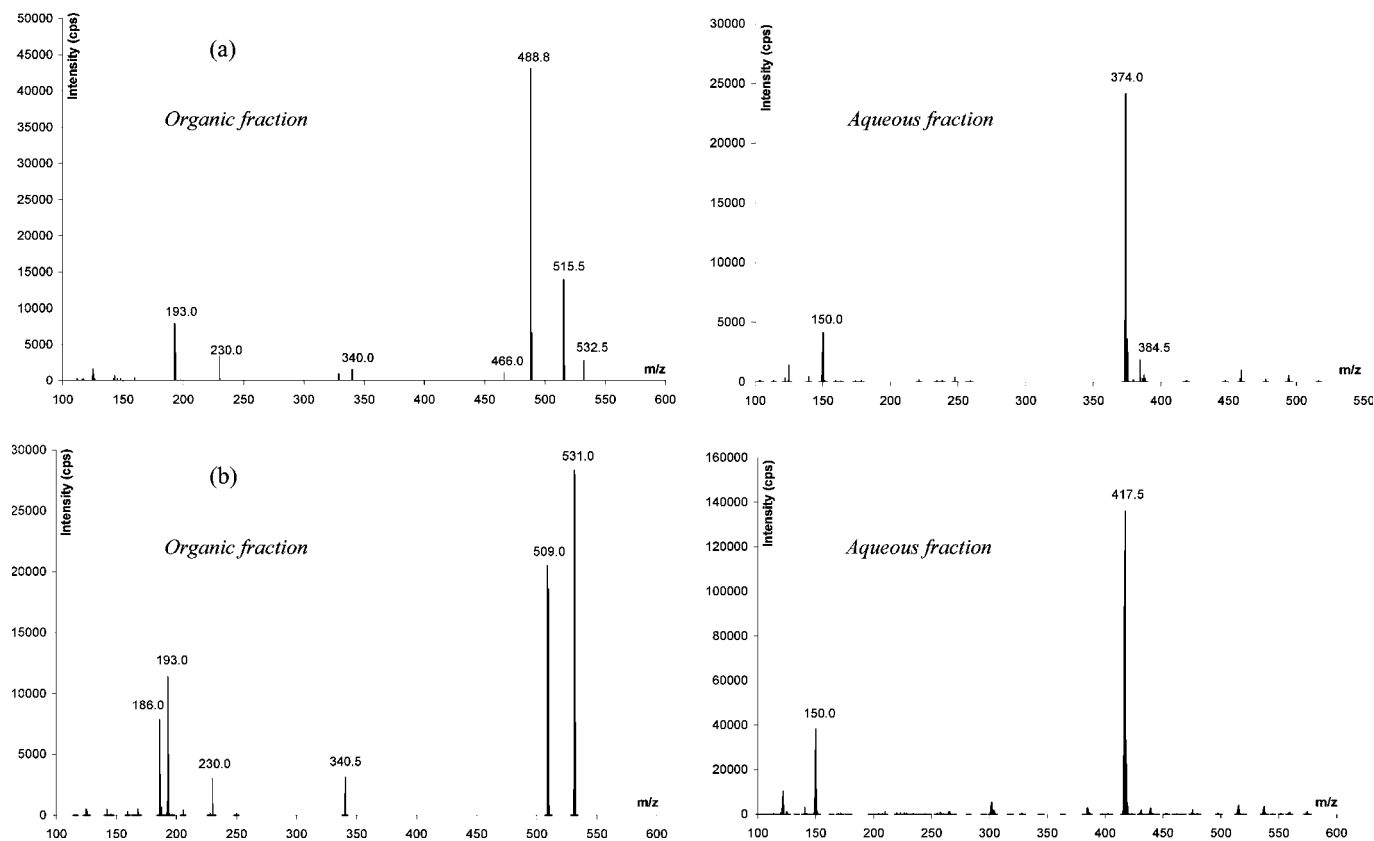 (a)
Organic fraction
Intensity (cps)
50000
45000
40000
35000
30000
25000
20000
15000
10000
5000
0
488.8
515.5
193.0
230.0
340.0
466.0
532.5
m/z
100 150 200 250 300 350 400 450 500 550 600
Aqueous fraction
Intensity (cps)
30000
25000
20000
15000
10000
5000
0
374.0
150.0
384.5
m/z
100 150 200 250 300 350 400 450 500 550
(b)
Organic fraction
Intensity (cps)
30000
25000
20000
15000
10000
5000
0
531.0
509.0
193.0
186.0
230.0
340.5
m/z
100 150 200 250 300 350 400 450 500 550 600
Aqueous fraction
Intensity (cps)
160000
140000
120000
100000
80000
60000
40000
20000
0
417.5
150.0
m/z
100 150 200 250 300 350 400 450 500 550 600